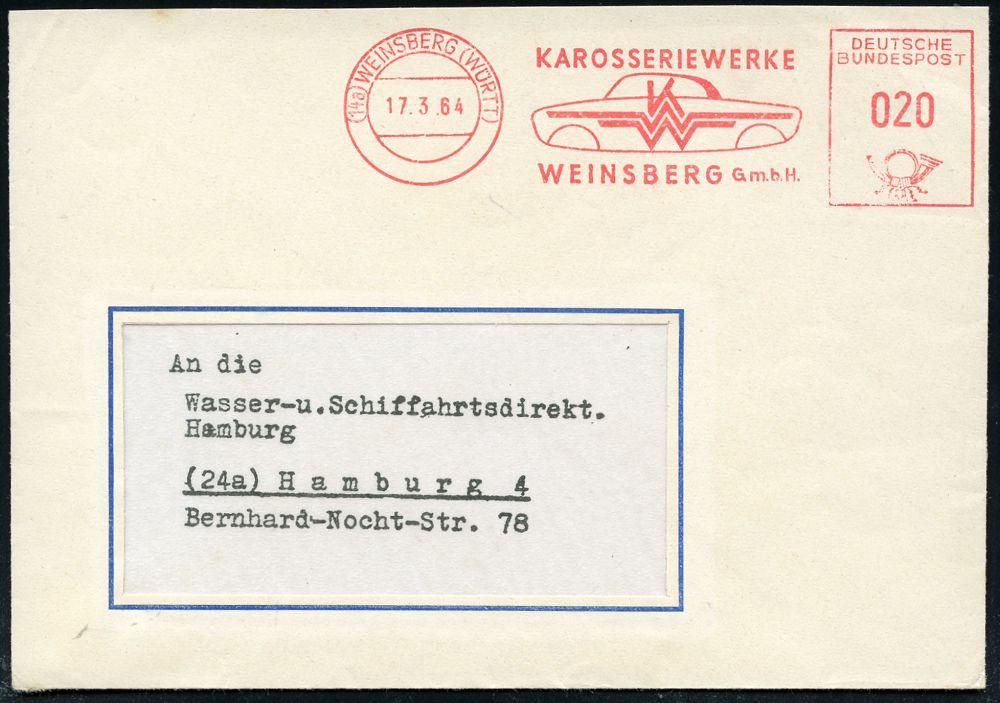 (14a) WEINSBERG (WÜRTT)
17.3.64
KAROSSERIEWERKE
KW
WEINSBERG G.m.b.H.
DEUTSCHE
BUNDESPOST
020
An die
Wasser-u.Schiffahrtsdirekt.
Hamburg
(24a) H a m b u r g 4
Bernhard-Nocht-Str. 78